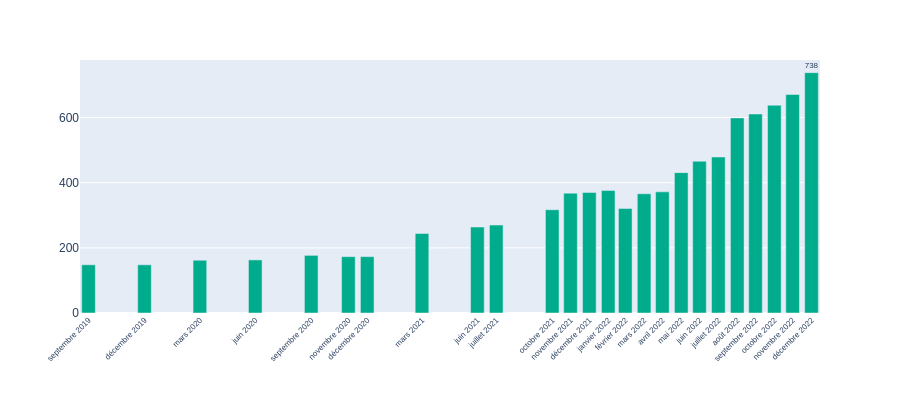 738
600
400
200
0
septembre 2019
décembre 2019
mars 2020
juin 2020
septembre 2020
novembre 2020
décembre 2020
mars 2021
juin 2021
juillet 2021
octobre 2021
novembre 2021
décembre 2021
janvier 2022
février 2022
mars 2022
avril 2022
mai 2022
juin 2022
juillet 2022
août 2022
septembre 2022
octobre 2022
novembre 2022
décembre 2022